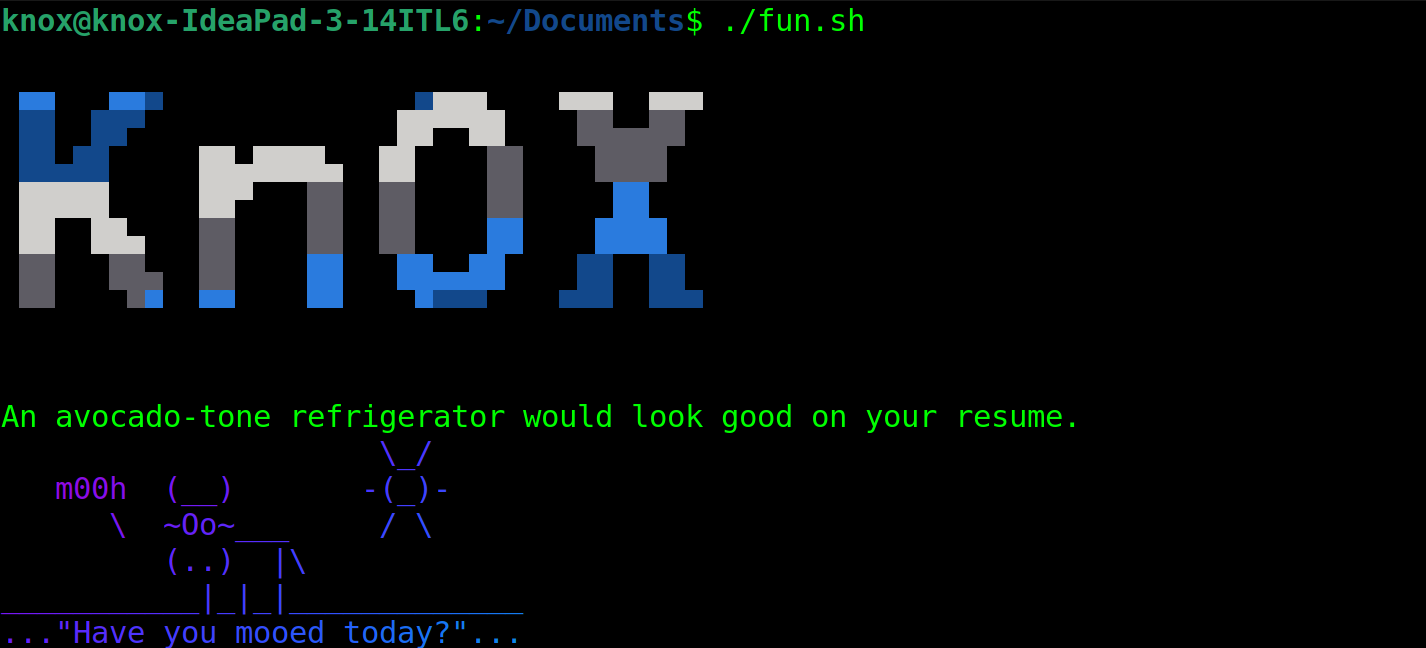 knox@knox-IdeaPad-3-14ITL6:~/Documents$ ./fun.sh
KnOX
An avocado-tone refrigerator would look good on your resume.
                     \_/
   m00h  (__)       -(_)-
      \  ~Oo~___     / \
         (..)  |\
___________|_|_|_____________
..."Have you mooed today?"...